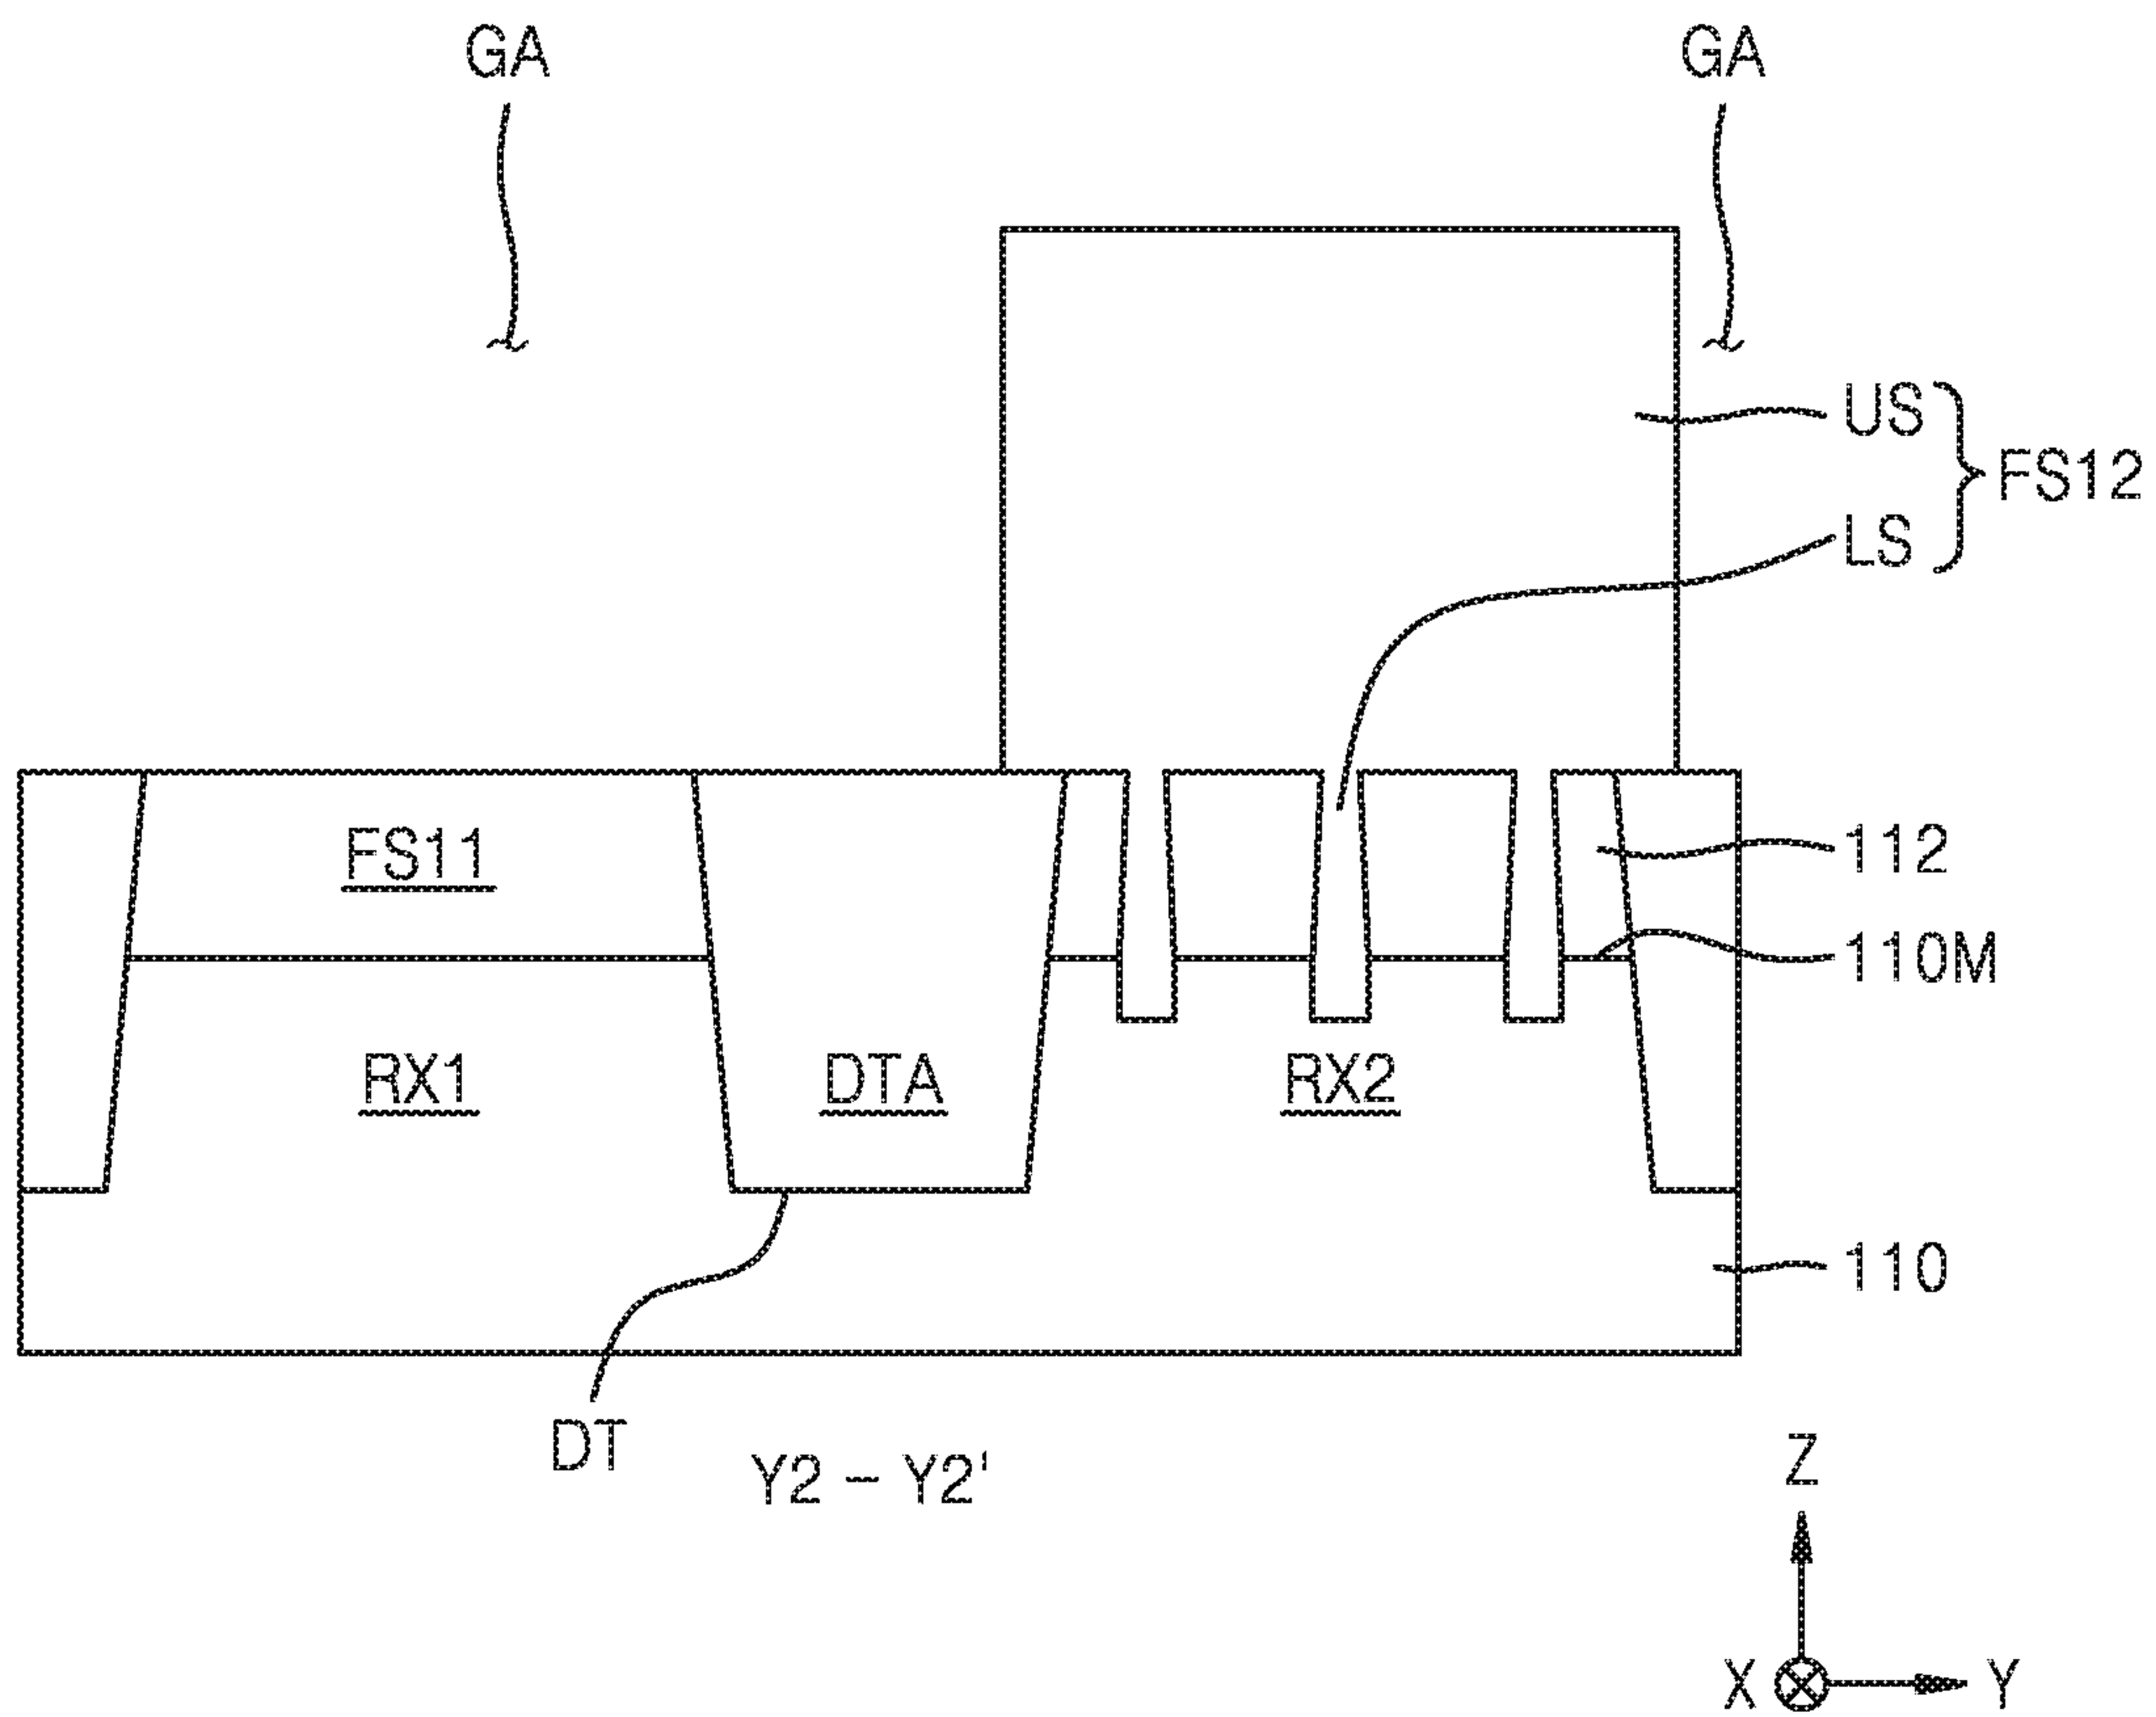 GA GA
US
FS12
LS
FS11
112
110M
RX1 DTA RX2
110
DT
Y2 - Y2'
Z
X Y